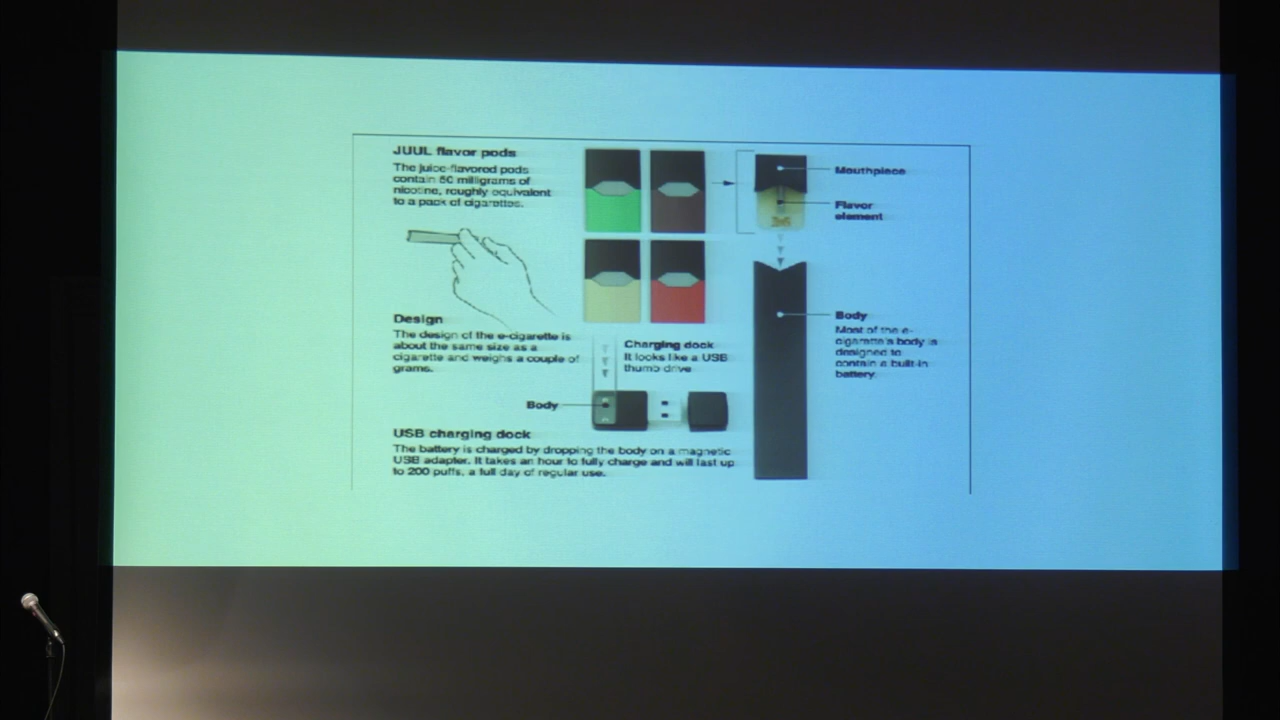 JUUL flavor pods
The juice-flavored pods
contain 50 milligrams of
nicotine, roughly equivalent
to a pack of cigarettes.
Mouthpiece
Flavor
element
Design
The design of the e-cigarette is
about the same size as a
cigarette and weighs a couple of
grams.
Charging dock
It looks like a USB
thumb drive
Body
Most of the e-
cigarette's body is
designed to
contain a built-in
battery.
Body
USB charging dock
The battery is charged by dropping the body on a magnetic
USB adapter. It takes an hour to fully charge and will last up
to 200 puffs, a full day of regular use.